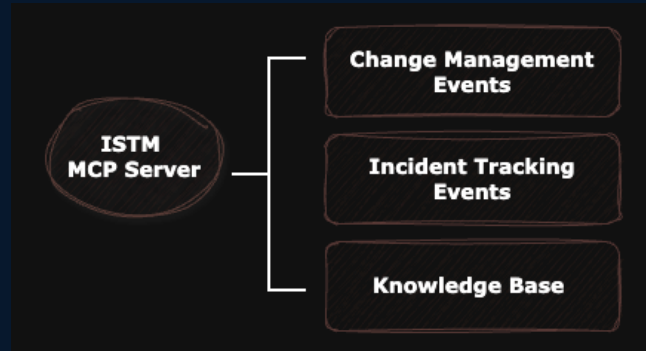 ISTM
MCP Server
Change Management
Events
Incident Tracking
Events
Knowledge Base